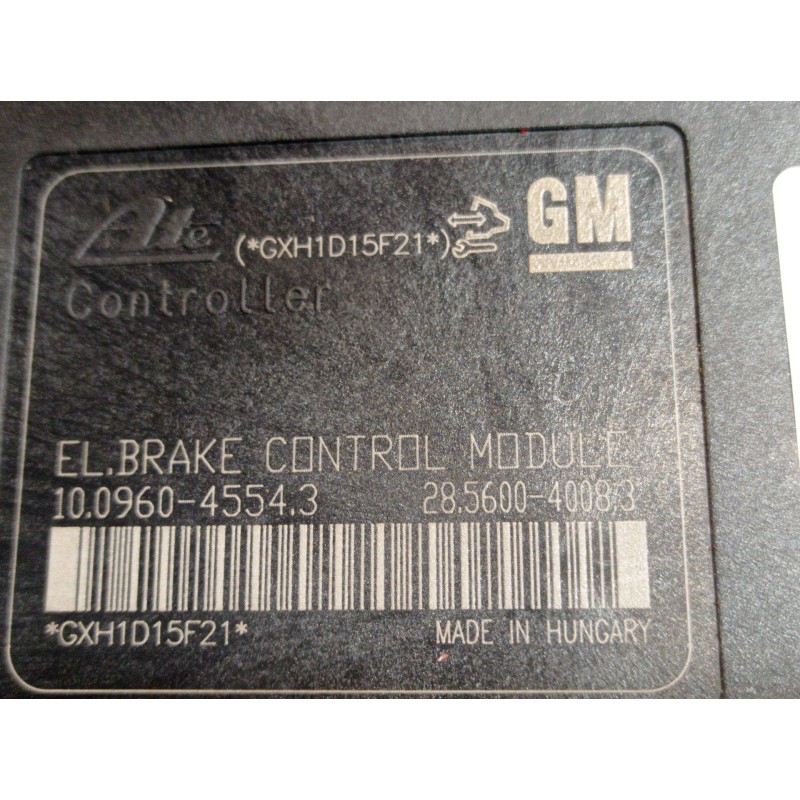 Ate (*GXH1D15F21*) GM
Controller
EL.BRAKE CONTROL MODULE
10.0960-4554.3 28.5600-4008.3
*GXH1D15F21* MADE IN HUNGARY